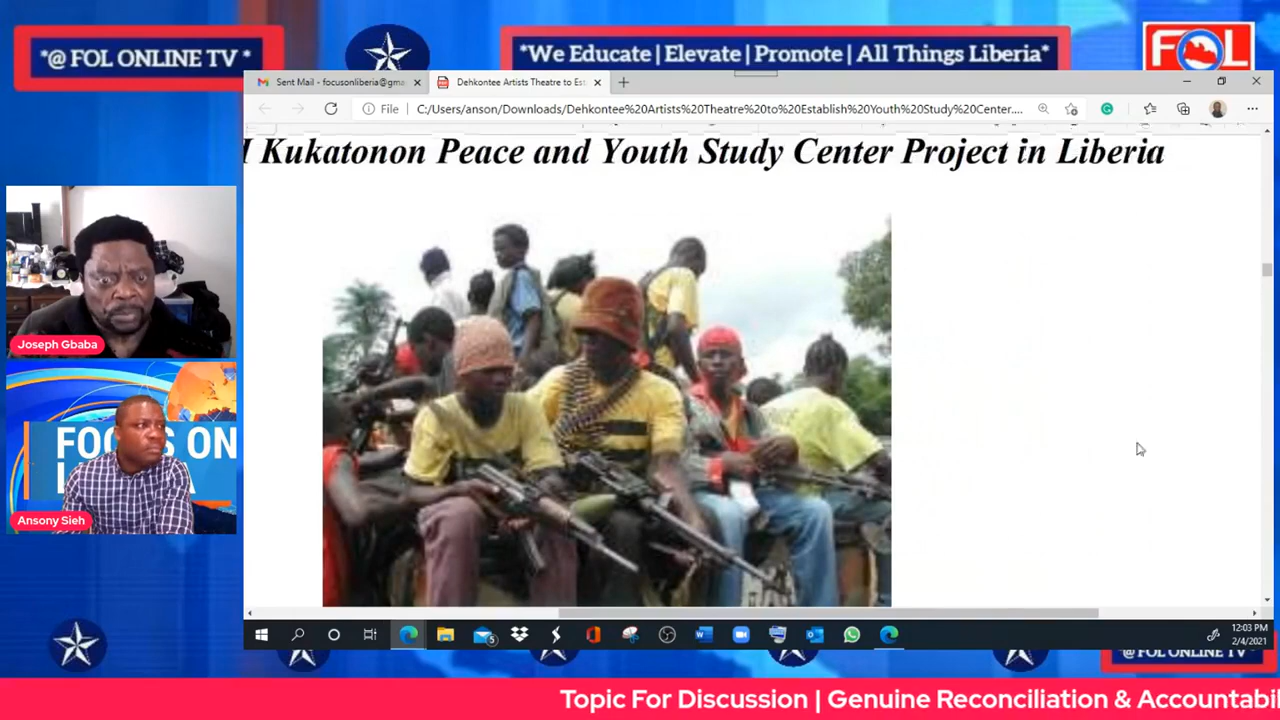 *@ FOL ONLINE TV *
*We Educate | Elevate | Promote | All Things Liberia*
FOL
Sent Mail - focusonliberia@gma
Dehkontee Artists Theatre to Est
File
C:/Users/anson/Downloads/Dehkontee%20Artists%20Theatre%20to%20Establish%20Youth%20Study%20Center....
Kukatonon Peace and Youth Study Center Project in Liberia
Joseph Gbaba
FOCUS ON
Ansony Sieh
5
12:03 PM
2/4/2021
*@ FOL ONLINE TV *
Topic For Discussion | Genuine Reconciliation & Accountabi